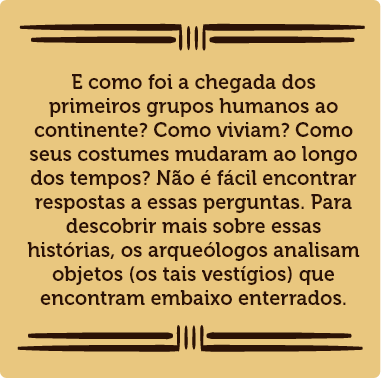 E como foi a chegada dos
primeiros grupos humanos ao
continente? Como viviam? Como
seus costumes mudaram ao longo
dos tempos? Não é fácil encontrar
respostas a essas perguntas. Para
descobrir mais sobre essas
histórias, os arqueólogos analisam
objetos (os tais vestígios) que
encontram embaixo enterrados.